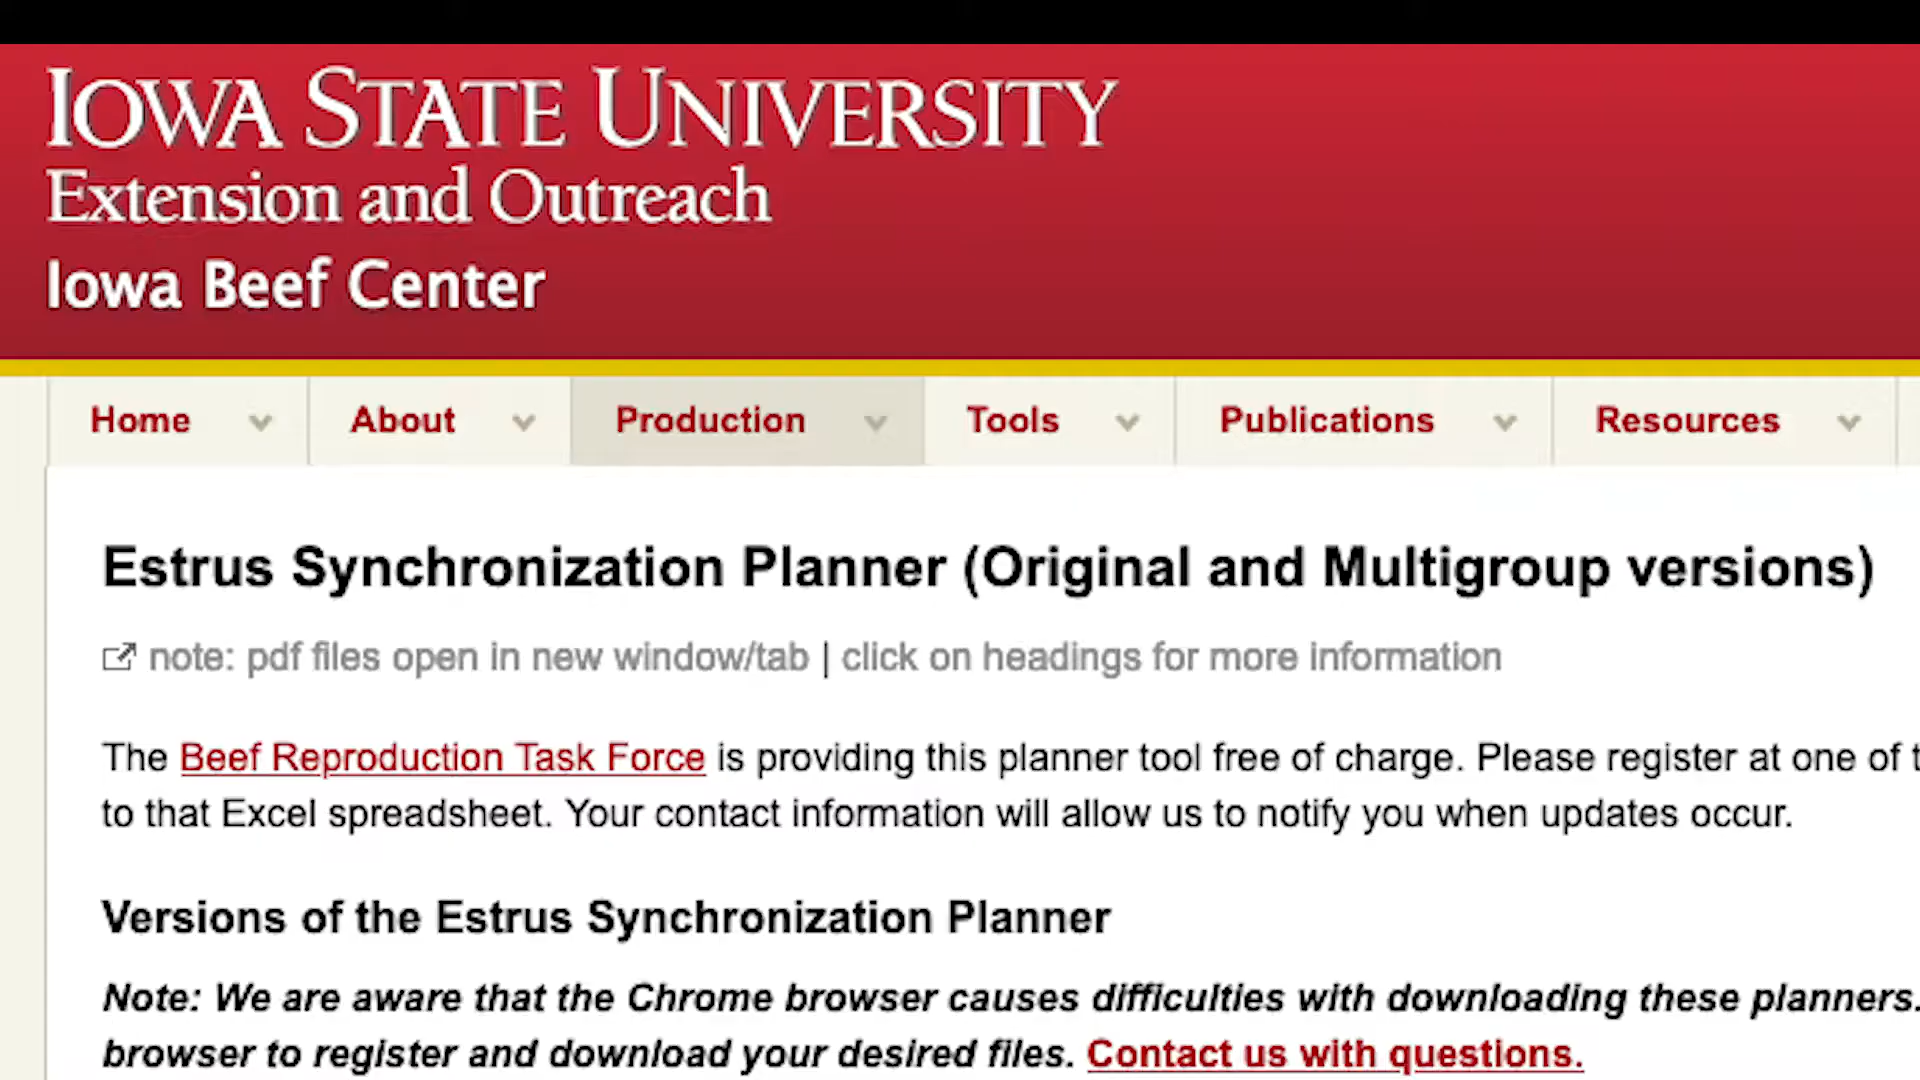 IOWA STATE UNIVERSITY
Extension and Outreach
Iowa Beef Center
Home About Production Tools Publications Resources
Estrus Synchronization Planner (Original and Multigroup versions)
note: pdf files open in new window/tab | click on headings for more information
The Beef Reproduction Task Force is providing this planner tool free of charge. Please register at one of
to that Excel spreadsheet. Your contact information will allow us to notify you when updates occur.
Versions of the Estrus Synchronization Planner
Note: We are aware that the Chrome browser causes difficulties with downloading these planners.
browser to register and download your desired files. Contact us with questions.